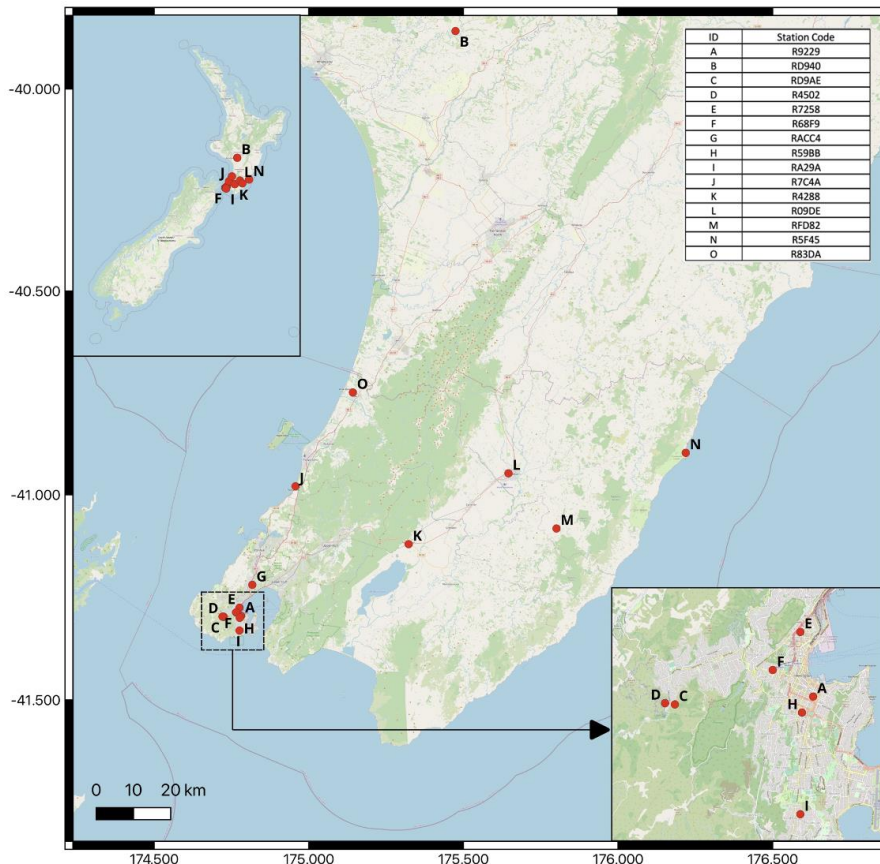 ID Station Code
A R9229
B RD940
C RD9AE
D R4502
E R7258
F R68F9
G RACC4
H R59BB
I RA29A
J R7C4A
K R4288
L R09DE
M RFD82
N R5F45
O R83DA
B
J L N
F I K
B
-40.000
-40.500
-41.000
-41.500
O
N
L
J
M
K
G
E
D A
C F H
I
E
F
D C A
H
I
0 10 20 km
174.500 175.000 175.500 176.000 176.500